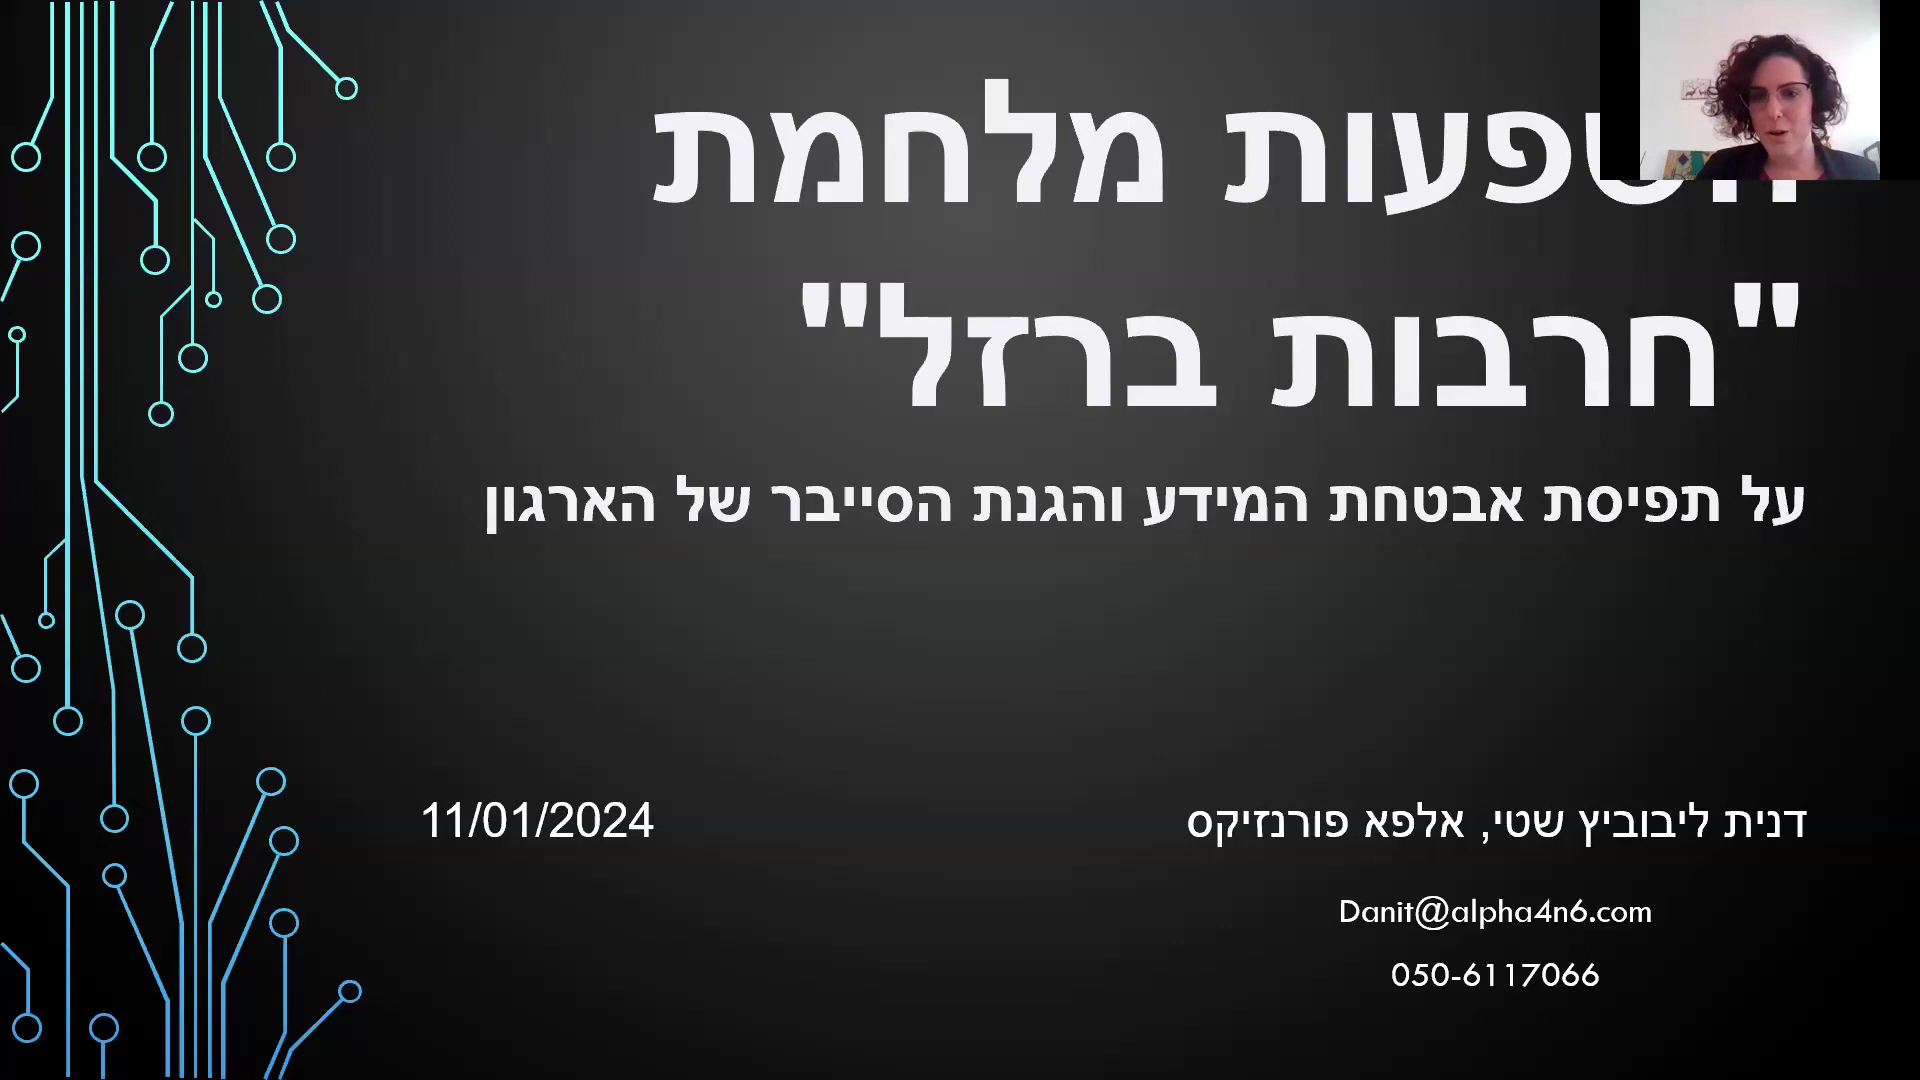 השפעות מלחמת
"חרבות ברזל"
על תפיסת אבטחת המידע והגנת הסייבר של הארגון
דנית ליבוביץ שטי, אלפא פורנזיקס
11/01/2024
Danit@alpha4n6.com
050-6117066